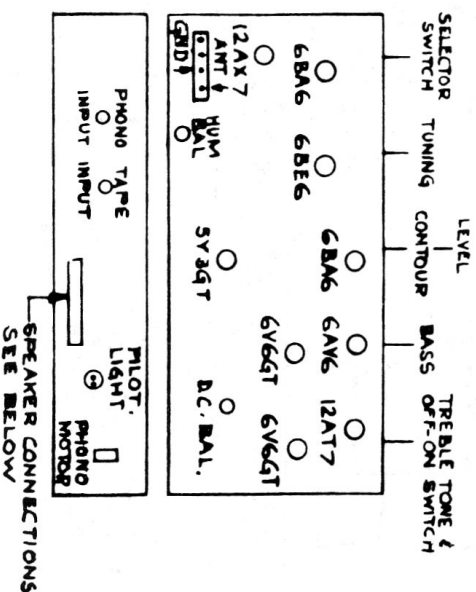 SELECTOR
SWITCH
TUNING
LEVEL
CONTOUR
BASS
TREBLE TONE &
OFF-ON SWITCH
6BA6
6BE6
6BA6
6AV6
12AT7
12AX7
ANT
GND
HUM
BAL
5Y3GT
6V6GT
6V6GT
D.C. BAL.
PHONO
INPUT
TAPE
INPUT
PILOT.
LIGHT
PHONO
MOTOR
SPEAKER CONNECTIONS
SEE BELOW